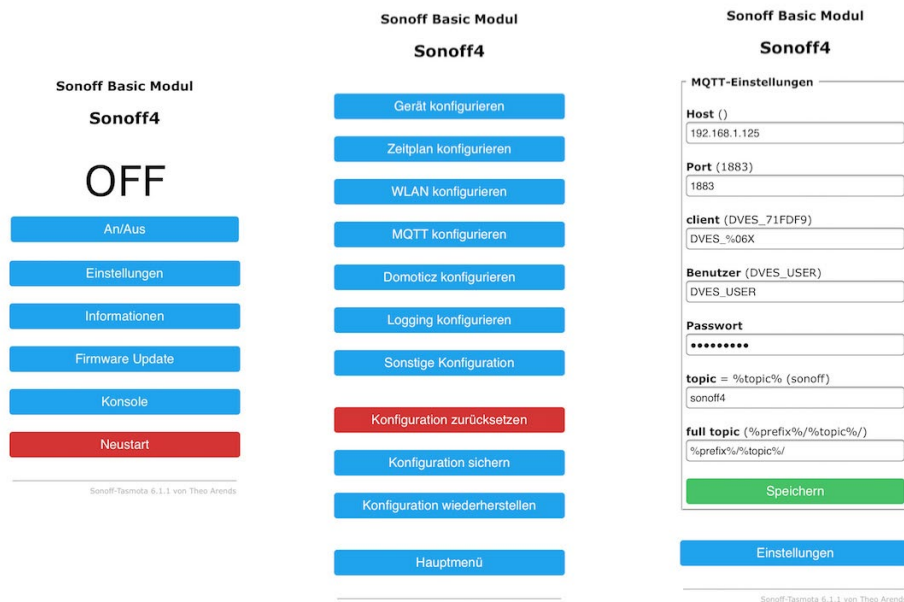 Sonoff Basic Modul
Sonoff4
OFF
An/Aus
Einstellungen
Informationen
Firmware Update
Konsole
Neustart
Sonoff-Tasmota 6.1.1 von Theo Arends
Sonoff Basic Modul
Sonoff4
Gerät konfigurieren
Zeitplan konfigurieren
WLAN konfigurieren
MQTT konfigurieren
Domoticz konfigurieren
Logging konfigurieren
Sonstige Konfiguration
Konfiguration zurücksetzen
Konfiguration sichern
Konfiguration wiederherstellen
Hauptmenü
Sonoff Basic Modul
Sonoff4
MQTT-Einstellungen
Host ()
192.168.1.125
Port (1883)
1883
client (DVES_71FDF9)
DVES_%06X
Benutzer (DVES_USER)
DVES_USER
Passwort
•••••••••
topic = %topic% (sonoff)
sonoff4
full topic (%prefix%/%topic%/)
%prefix%/%topic%/
Speichern
Einstellungen
Sonoff-Tasmota 6.1.1 von Theo Arends